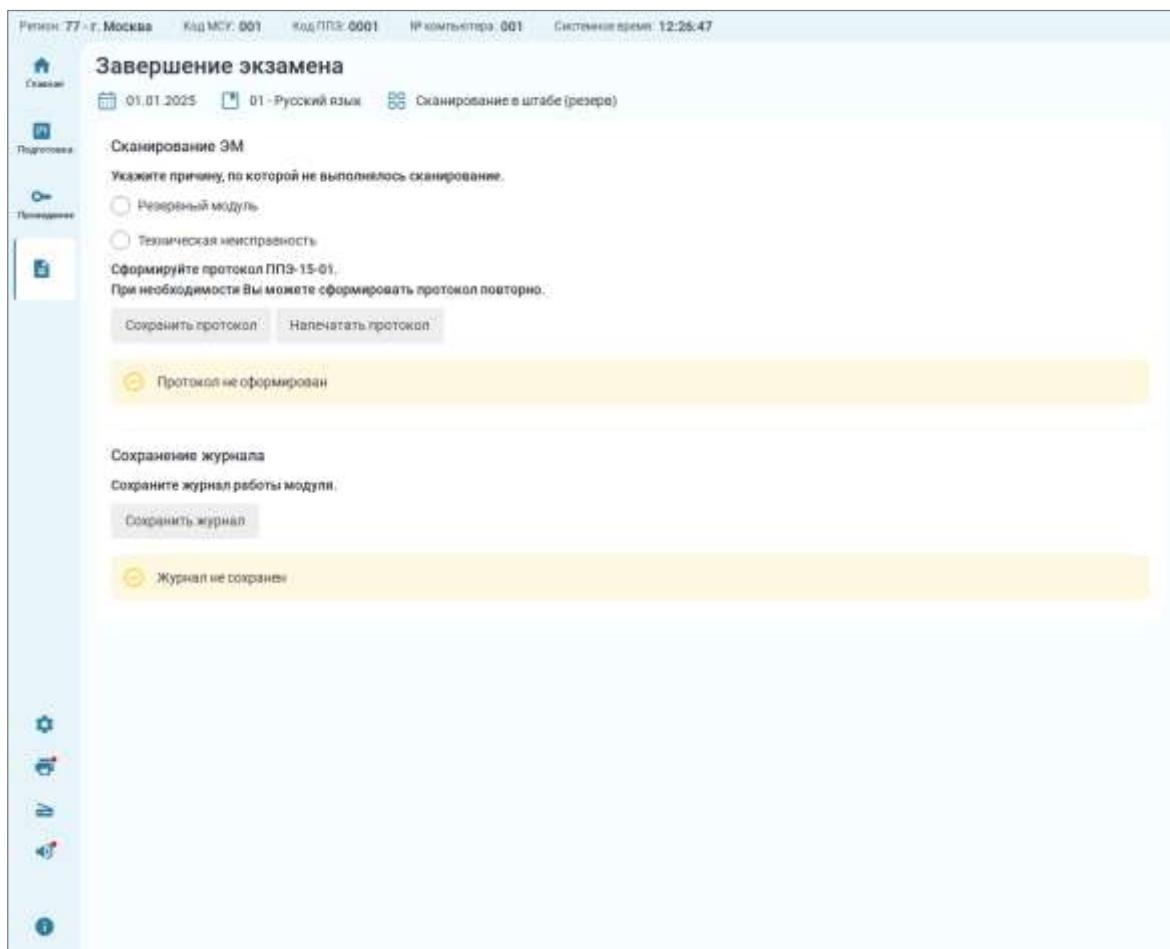 Регион: 77 - г. Москва Код МСУ: 001 Код ППЭ: 0001 № компьютера: 001 Системное время: 12:26:47
Главная
Завершение экзамена
01.01.2025 01 - Русский язык Сканирование в штабе (резерв)
Подготовка
Сканирование ЭМ
Укажите причину, по которой не выполнялось сканирование.
Проведение
Резервный модуль
Техническая неисправность
Сформируйте протокол ППЭ-15-01.
При необходимости Вы можете сформировать протокол повторно.
Сохранить протокол Напечатать протокол
Протокол не сформирован
Сохранение журнала
Сохраните журнал работы модуля.
Сохранить журнал
Журнал не сохранен